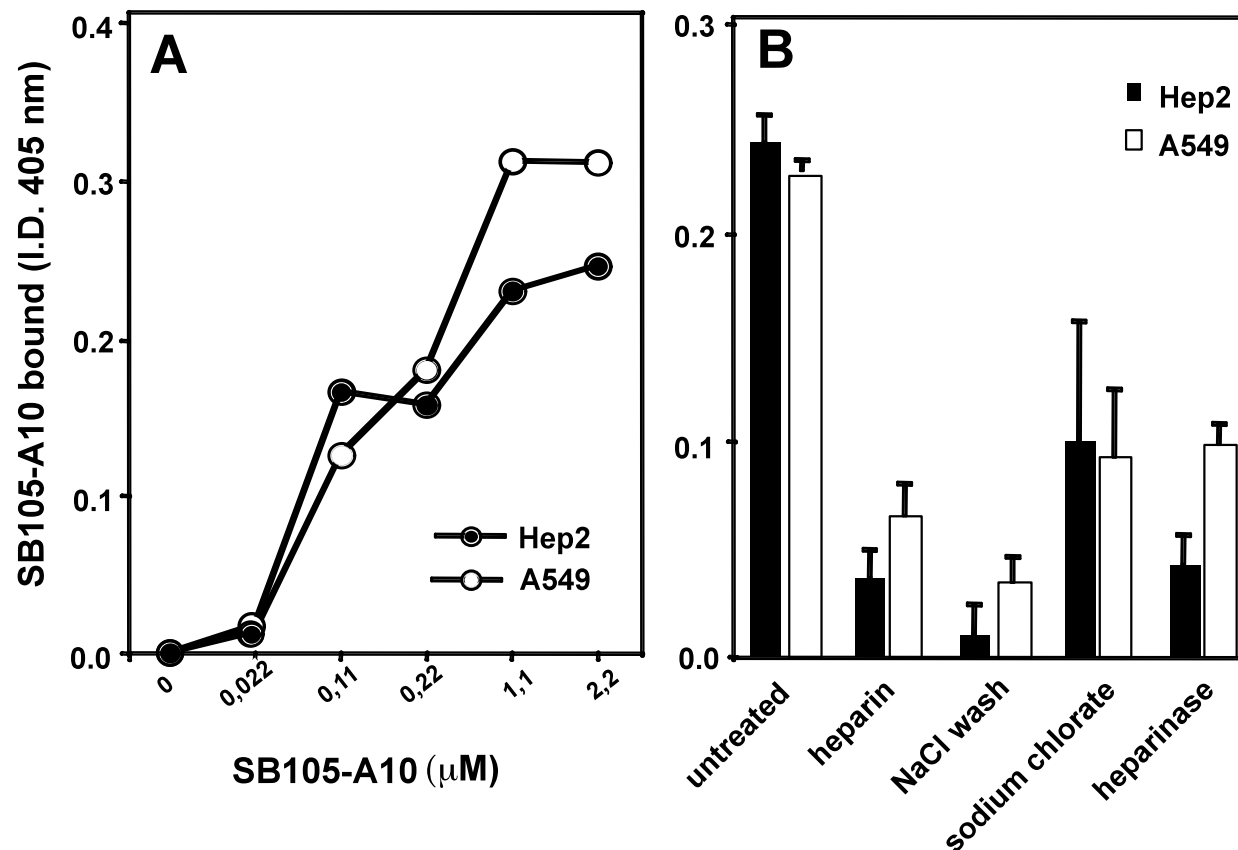 A
SB105-A10 bound (I.D. 405 nm)
0.4
0.3
0.2
0.1
0.0
Hep2
A549
0
0,022
0,11
0,22
1,1
2,2
SB105-A10 (μM)
B
0.3
0.2
0.1
0.0
Hep2
A549
untreated
heparin
NaCl wash
sodium chlorate
heparinase